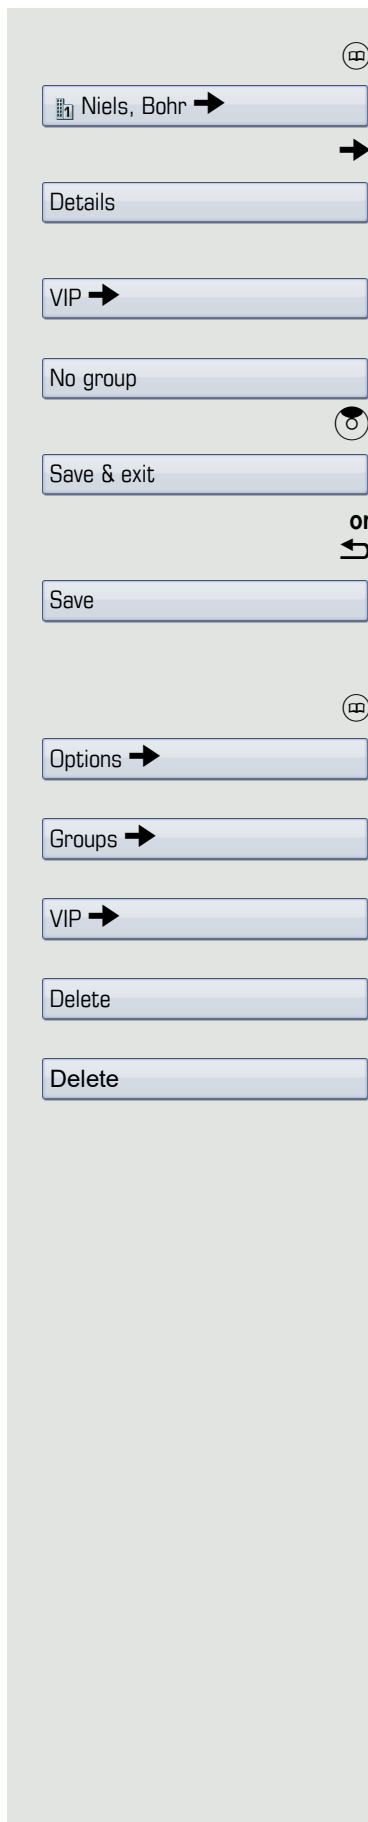 Niels, Bohr
Details
VIP
No group
Save & exit
or
Save
Options
Groups
VIP
Delete
Delete